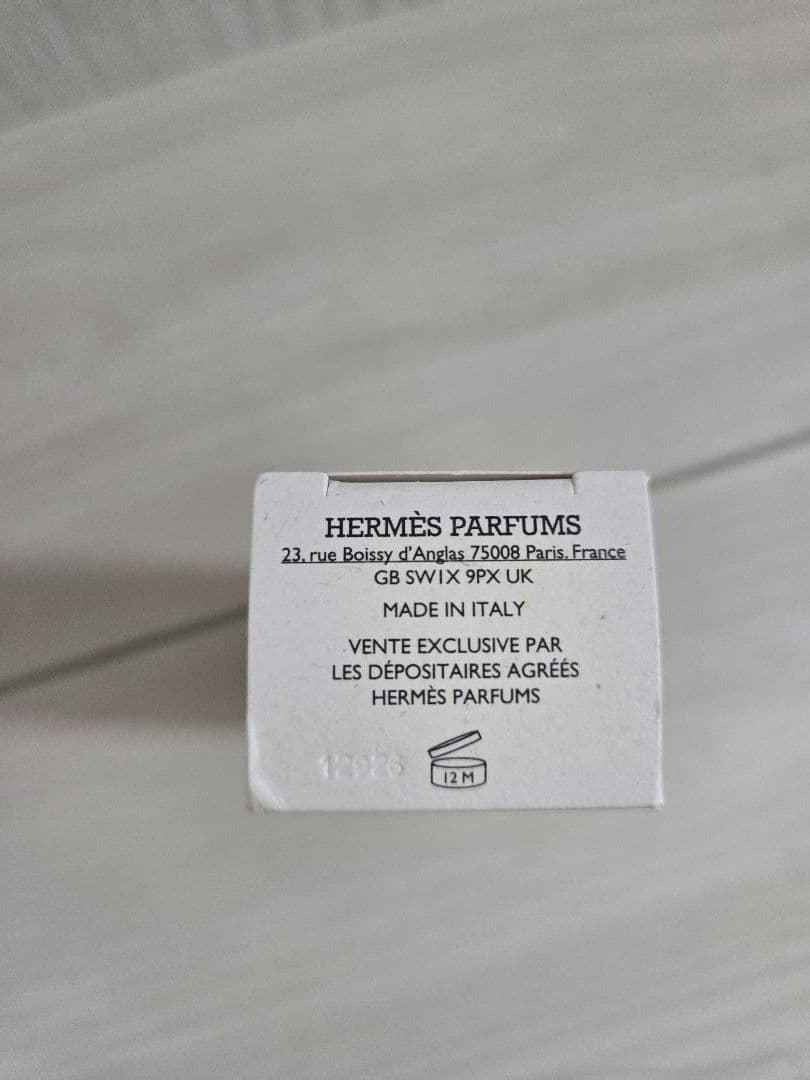 HERMÈS PARFUMS
23, rue Boissy d'Anglas 75008 Paris. France
GB SW1X 9PX UK
MADE IN ITALY
VENTE EXCLUSIVE PAR
LES DÉPOSITAIRES AGRÉÉS
HERMÈS PARFUMS
12M